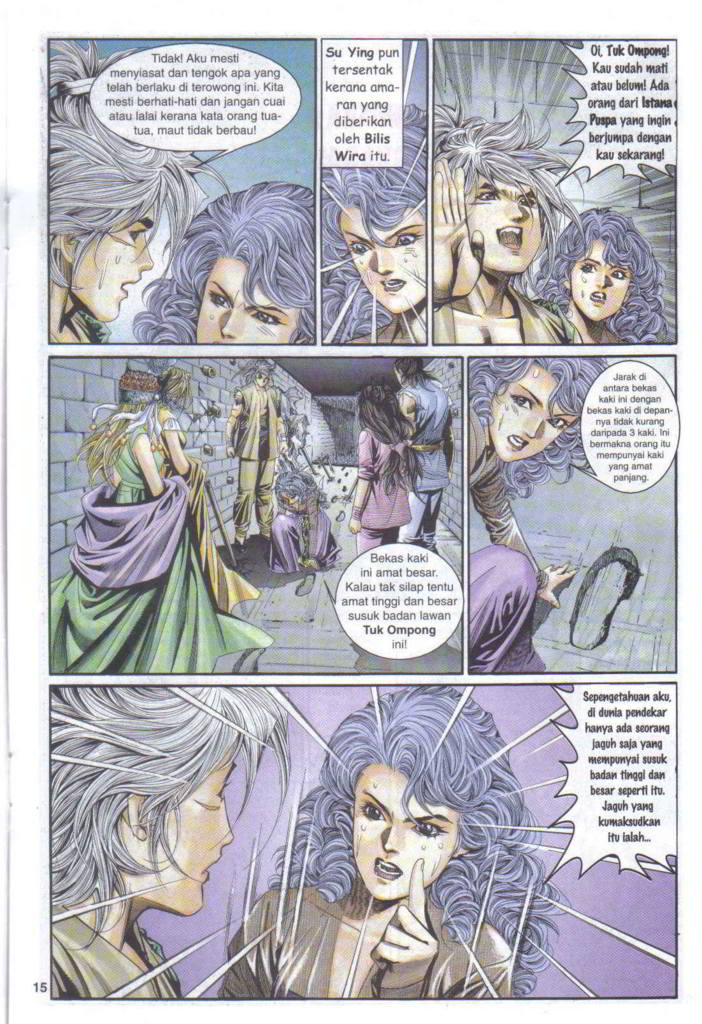 Tidak! Aku mesti
menyiasat dan tengok apa yang
telah berlaku di terowong ini. Kita
mesti berhati-hati dan jangan cuai
atau lalai kerana kata orang tua-
tua, maut tidak berbau!
Su Ying pun
tersentak
kerana ama-
ran yang
diberikan
oleh Bilis
Wira itu.
Oi, Tuk Ompong!
Kau sudah mati
atau belum! Ada
orang dari Istana
Puspa yang ingin
berjumpa dengan
kau sekarang!
Bekas kaki
ini amat besar.
Kalau tak silap tentu
amat tinggi dan besar
susuk badan lawan
Tuk Ompong
ini!
Jarak di
antara bekas
kaki ini dengan
bekas kaki di depan-
nya tidak kurang
daripada 3 kaki. Ini
bermakna orang ini
mempunyai kaki
yang amat
panjang.
Sepengetahuan aku,
di dunia pendekar
hanya ada seorang
jaguh saja yang
mempunyai susuk
badan tinggi dan
besar seperti itu.
Jaguh yang
kumaksudkan
itu ialah...
15